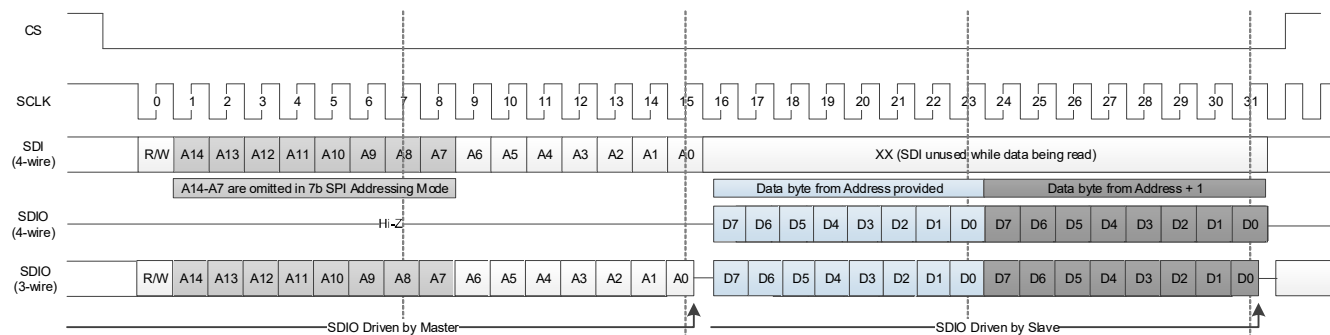 CS
SCLK
0 1 2 3 4 5 6 7 8 9 10 11 12 13 14 15 16 17 18 19 20 21 22 23 24 25 26 27 28 29 30 31
SDI
(4-wire)
R/W A14 A13 A12 A11 A10 A9 A8 A7 A6 A5 A4 A3 A2 A1 A0 XX (SDI unused while data being read)
A14-A7 are omitted in 7b SPI Addressing Mode Data byte from Address provided Data byte from Address + 1
SDIO
(4-wire)
Hi-Z D7 D6 D5 D4 D3 D2 D1 D0 D7 D6 D5 D4 D3 D2 D1 D0
SDIO
(3-wire)
R/W A14 A13 A12 A11 A10 A9 A8 A7 A6 A5 A4 A3 A2 A1 A0 D7 D6 D5 D4 D3 D2 D1 D0 D7 D6 D5 D4 D3 D2 D1 D0
SDIO Driven by Master SDIO Driven by Slave